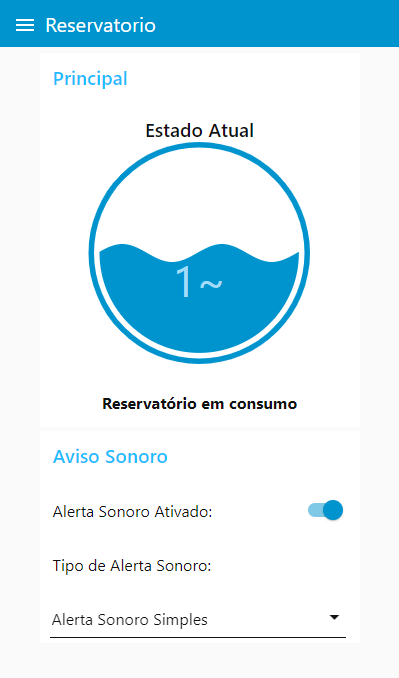 Reservatorio
Principal
Estado Atual
1~
Reservatório em consumo
Aviso Sonoro
Alerta Sonoro Ativado:
Tipo de Alerta Sonoro:
Alerta Sonoro Simples